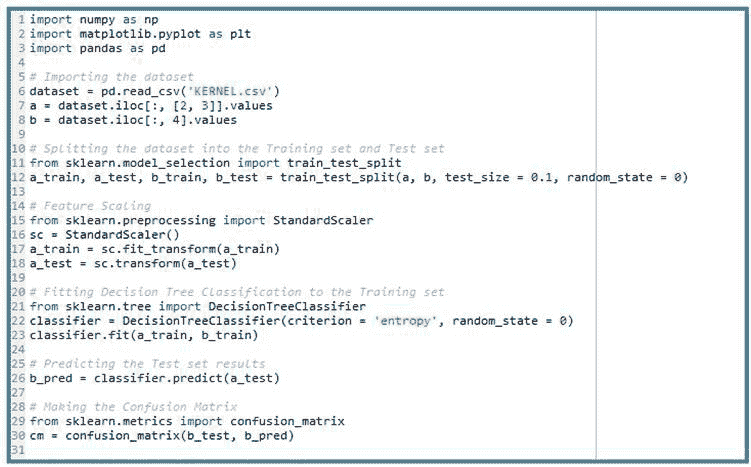 1 import numpy as np
2 import matplotlib.pyplot as plt
3 import pandas as pd
4
5 # Importing the dataset
6 dataset = pd.read_csv('KERNEL.csv')
7 a = dataset.iloc[:, [2, 3]].values
8 b = dataset.iloc[:, 4].values
9
10 # Splitting the dataset into the Training set and Test set
11 from sklearn.model_selection import train_test_split
12 a_train, a_test, b_train, b_test = train_test_split(a, b, test_size = 0.1, random_state = 0)
13
14 # Feature Scaling
15 from sklearn.preprocessing import StandardScaler
16 sc = StandardScaler()
17 a_train = sc.fit_transform(a_train)
18 a_test = sc.transform(a_test)
19
20 # Fitting Decision Tree Classification to the Training set
21 from sklearn.tree import DecisionTreeClassifier
22 classifier = DecisionTreeClassifier(criterion = 'entropy', random_state = 0)
23 classifier.fit(a_train, b_train)
24
25 # Predicting the Test set results
26 b_pred = classifier.predict(a_test)
27
28 # Making the Confusion Matrix
29 from sklearn.metrics import confusion_matrix
30 cm = confusion_matrix(b_test, b_pred)
31